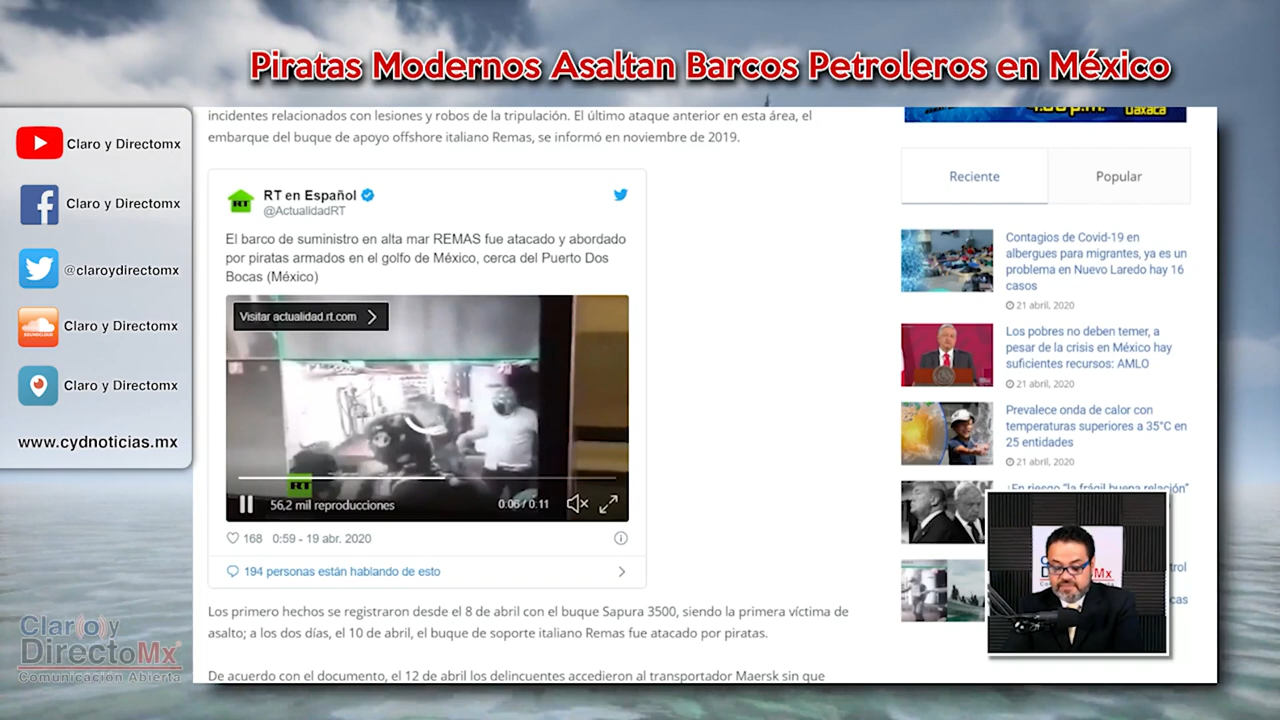 Piratas Modernos Asaltan Barcos Petroleros en México
Claro y Directomx
Claro y Directomx
@claroydirectomx
SOUNDCLOUD
Claro y Directomx
Claro y Directomx
www.cydnoticias.mx
Claroy
DirectoMx
Comunicación Abierta
incidentes relacionados con lesiones y robos de la tripulación. El último ataque anterior en esta área, el
embarque del buque de apoyo offshore italiano Remas, se informó en noviembre de 2019.
RT
RT en Español
@ActualidadRT
El barco de suministro en alta mar REMAS fue atacado y abordado
por piratas armados en el golfo de México, cerca del Puerto Dos
Bocas (México)
Visitar actualidad.rt.com
RT
56,2 mil reproducciones
0:06/0:11
168 0:59 - 19 abr. 2020
194 personas están hablando de esto
Los primero hechos se registraron desde el 8 de abril con el buque Sapura 3500, siendo la primera víctima de
asalto; a los dos días, el 10 de abril, el buque de soporte italiano Remas fue atacado por piratas.
De acuerdo con el documento, el 12 de abril los delincuentes accedieron al transportador Maersk sin que
Oaxaca
Reciente
Popular
Contagios de Covid-19 en
albergues para migrantes, ya es un
problema en Nuevo Laredo hay 16
casos
21 abril, 2020
Los pobres no deben temer, a
pesar de la crisis en México hay
suficientes recursos: AMLO
21 abril, 2020
Prevalece onda de calor con
temperaturas superiores a 35°C en
25 entidades
21 abril, 2020
¿En riesgo "la frágil buena relación"